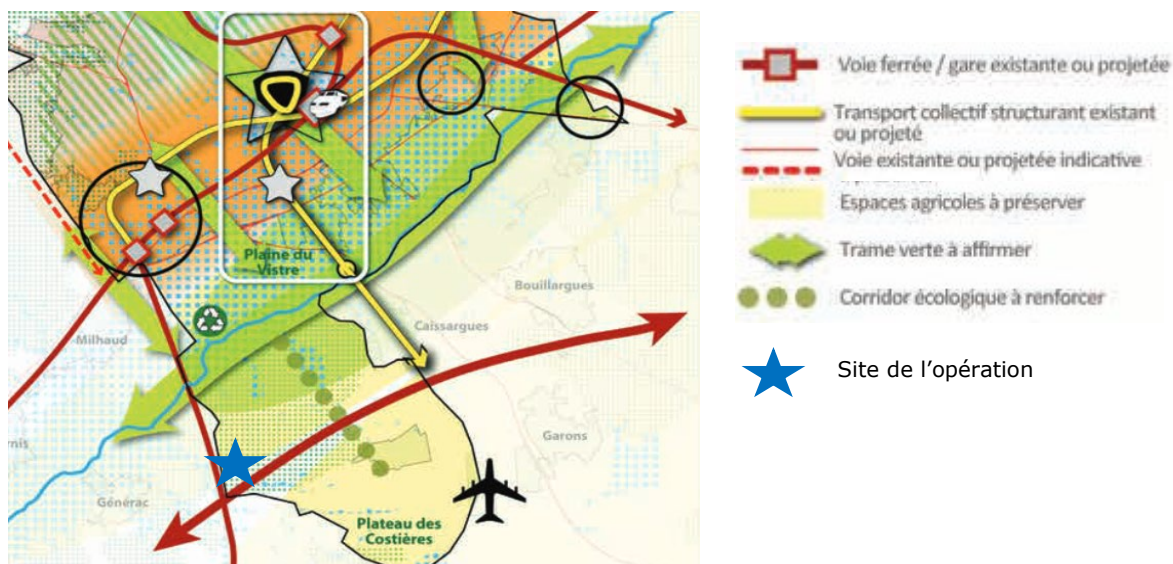 Plaine du
Vistre
Bouillargues
Caissargues
Milhaud
Garons
Générac
Plateau des
Costières
Voie ferrée / gare existante ou projetée
Transport collectif structurant existant
ou projeté
Voie existante ou projetée indicative
Espaces agricoles à préserver
Trame verte à affirmer
Corridor écologique à renforcer
Site de l’opération